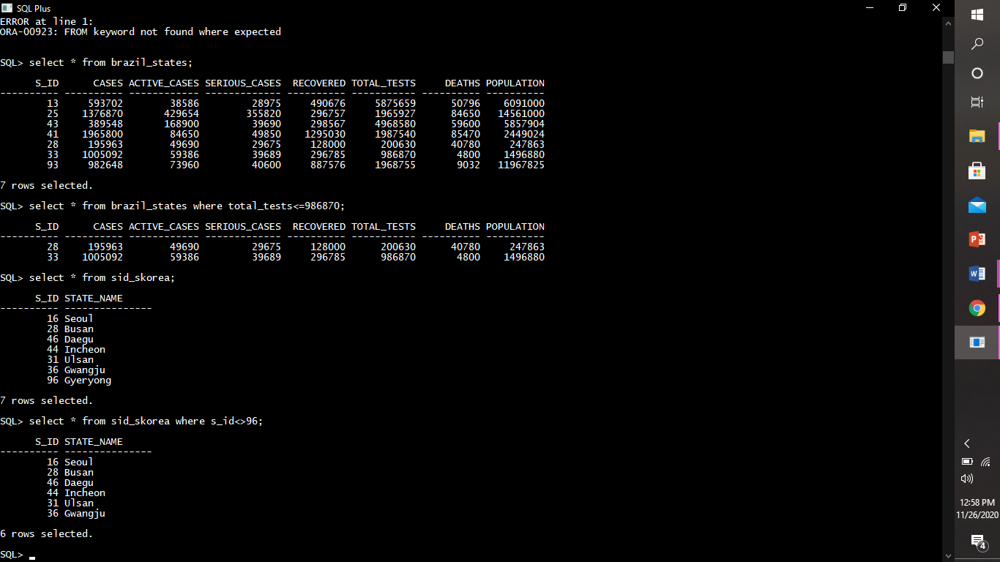 SQL Plus
ERROR at line 1:
ORA-00923: FROM keyword not found where expected
SQL> select * from brazil_states;
      S_ID      CASES ACTIVE_CASES SERIOUS_CASES  RECOVERED TOTAL_TESTS     DEATHS POPULATION
---------- ---------- ------------ ------------- ---------- ----------- ---------- ----------
        13     593702        38586         28975     490676     5875659      50796    6091000
        25    1376870       429654        355820     296757     1965927      84650   14561000
        43     389548       168900         39690     298567     4968580      59600    5857904
        41    1965800        84650         49850    1295030     1987540      85470    2449024
        28     195963        49690         29675     128000      200630      40780     247863
        33    1005092        59386         39689     296785      986870       4800    1496880
        93     982648        73960         40600     887576     1968755       9032   11967825
7 rows selected.
SQL> select * from brazil_states where total_tests<=986870;
      S_ID      CASES ACTIVE_CASES SERIOUS_CASES  RECOVERED TOTAL_TESTS     DEATHS POPULATION
---------- ---------- ------------ ------------- ---------- ----------- ---------- ----------
        28     195963        49690         29675     128000      200630      40780     247863
        33    1005092        59386         39689     296785      986870       4800    1496880
SQL> select * from sid_skorea;
      S_ID STATE_NAME
---------- ---------------
        16 Seoul
        28 Busan
        46 Daegu
        44 Incheon
        31 Ulsan
        36 Gwangju
        96 Gyeryong
7 rows selected.
SQL> select * from sid_skorea where s_id<>96;
      S_ID STATE_NAME
---------- ---------------
        16 Seoul
        28 Busan
        46 Daegu
        44 Incheon
        31 Ulsan
        36 Gwangju
6 rows selected.
SQL>
12:58 PM
11/26/2020
4